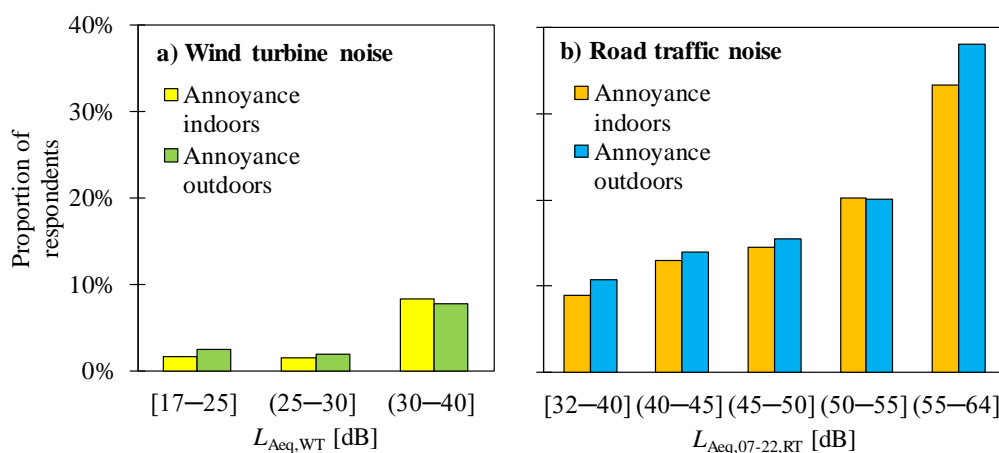 40%
30%
20%
10%
0%
Proportion of
respondents
a) Wind turbine noise
Annoyance
indoors
Annoyance
outdoors
[17–25]
(25–30]
(30–40]
LAeq,WT [dB]
b) Road traffic noise
Annoyance
indoors
Annoyance
outdoors
[32–40]
(40–45]
(45–50]
(50–55]
(55–64]
LAeq,07-22,RT [dB]